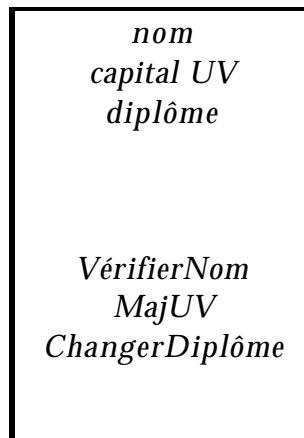 nom
capital UV
diplôme
VérifierNom
MajUV
ChangerDiplôme